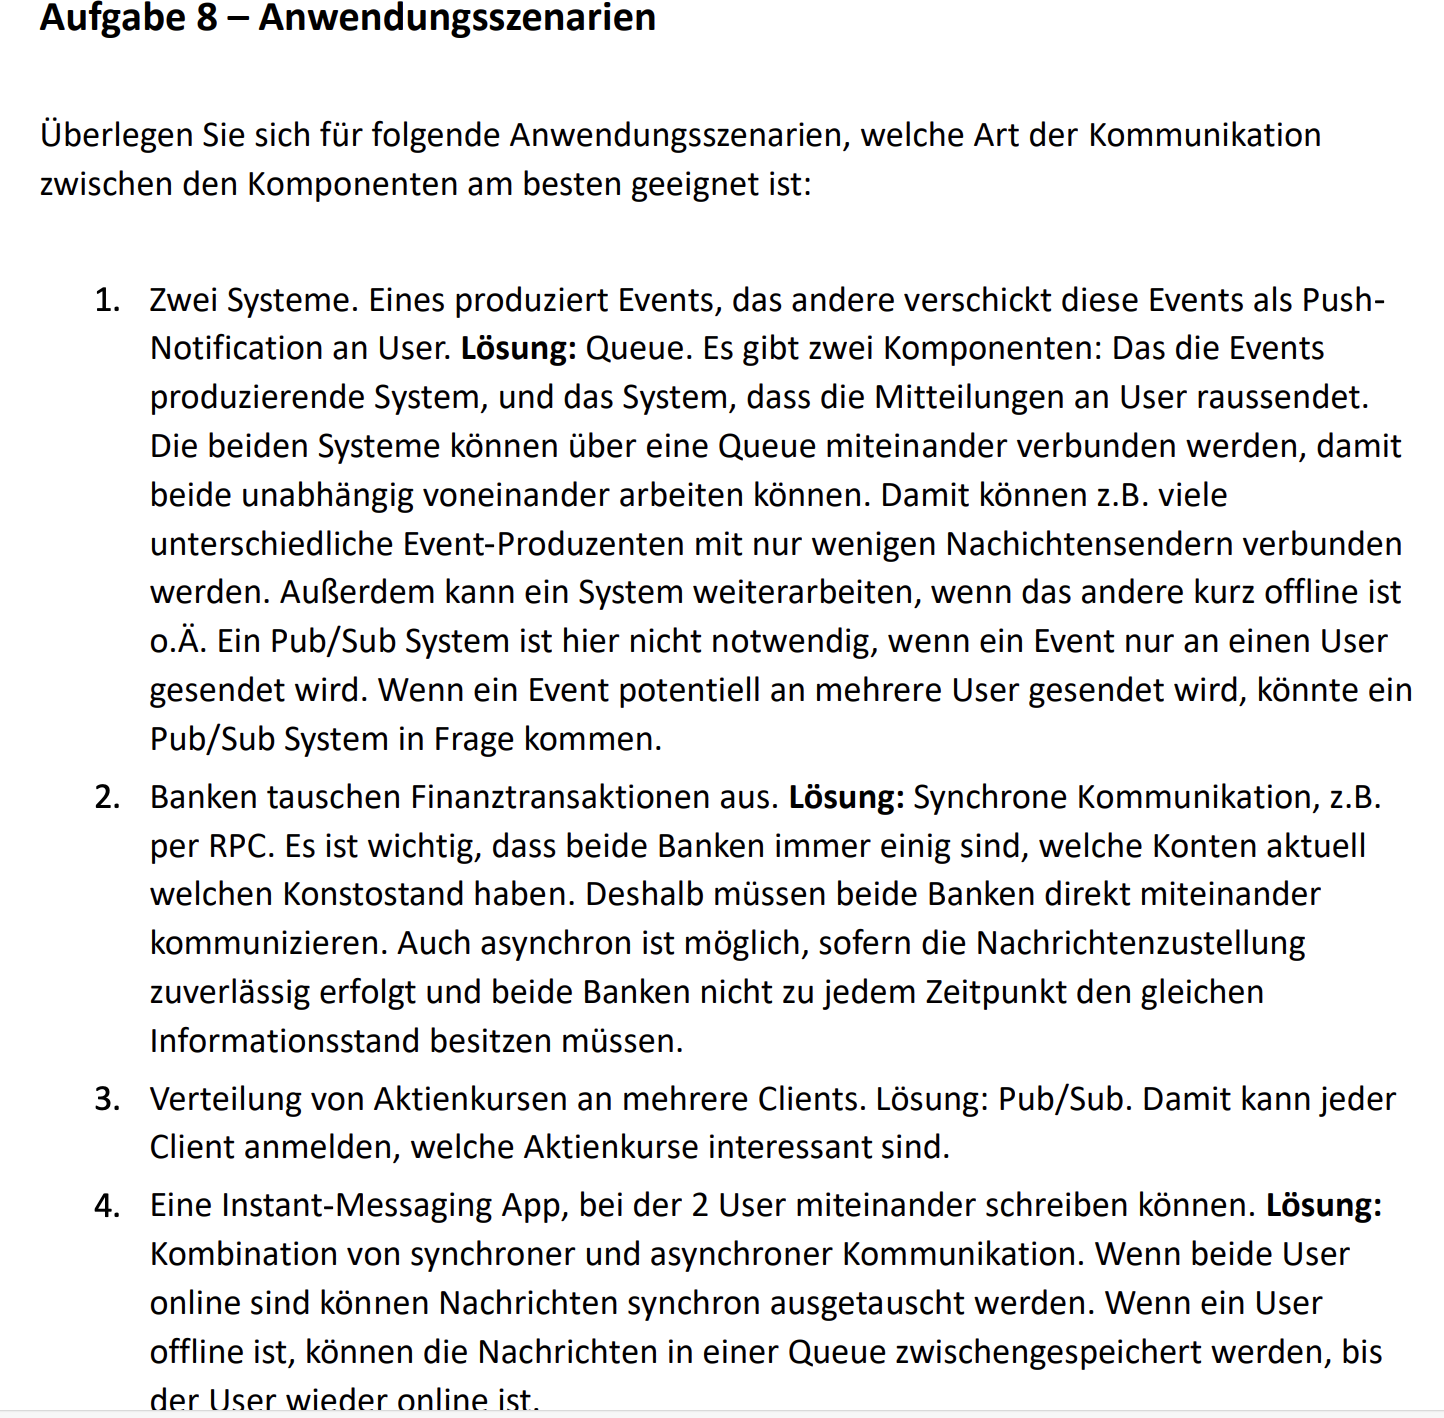 Aufgabe 8 – Anwendungsszenarien
Überlegen Sie sich für folgende Anwendungsszenarien, welche Art der Kommunikation
zwischen den Komponenten am besten geeignet ist:
1. Zwei Systeme. Eines produziert Events, das andere verschickt diese Events als Push-
Notification an User. Lösung: Queue. Es gibt zwei Komponenten: Das die Events
produzierende System, und das System, dass die Mitteilungen an User raussendet.
Die beiden Systeme können über eine Queue miteinander verbunden werden, damit
beide unabhängig voneinander arbeiten können. Damit können z.B. viele
unterschiedliche Event-Produzenten mit nur wenigen Nachichtensendern verbunden
werden. Außerdem kann ein System weiterarbeiten, wenn das andere kurz offline ist
o.Ä. Ein Pub/Sub System ist hier nicht notwendig, wenn ein Event nur an einen User
gesendet wird. Wenn ein Event potentiell an mehrere User gesendet wird, könnte ein
Pub/Sub System in Frage kommen.
2. Banken tauschen Finanztransaktionen aus. Lösung: Synchrone Kommunikation, z.B.
per RPC. Es ist wichtig, dass beide Banken immer einig sind, welche Konten aktuell
welchen Konstostand haben. Deshalb müssen beide Banken direkt miteinander
kommunizieren. Auch asynchron ist möglich, sofern die Nachrichtenzustellung
zuverlässig erfolgt und beide Banken nicht zu jedem Zeitpunkt den gleichen
Informationsstand besitzen müssen.
3. Verteilung von Aktienkursen an mehrere Clients. Lösung: Pub/Sub. Damit kann jeder
Client anmelden, welche Aktienkurse interessant sind.
4. Eine Instant-Messaging App, bei der 2 User miteinander schreiben können. Lösung:
Kombination von synchroner und asynchroner Kommunikation. Wenn beide User
online sind können Nachrichten synchron ausgetauscht werden. Wenn ein User
offline ist, können die Nachrichten in einer Queue zwischengespeichert werden, bis
der User wieder online ist.